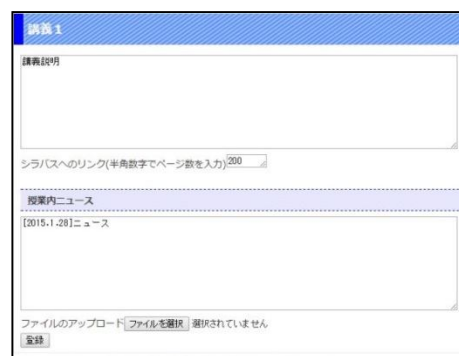 講義1
講義説明
シラバスへのリンク(半角数字でページ数を入力)200
授業内ニュース
[2015.1.28]ニュース
ファイルのアップロード ファイルを選択 選択されていません
登録